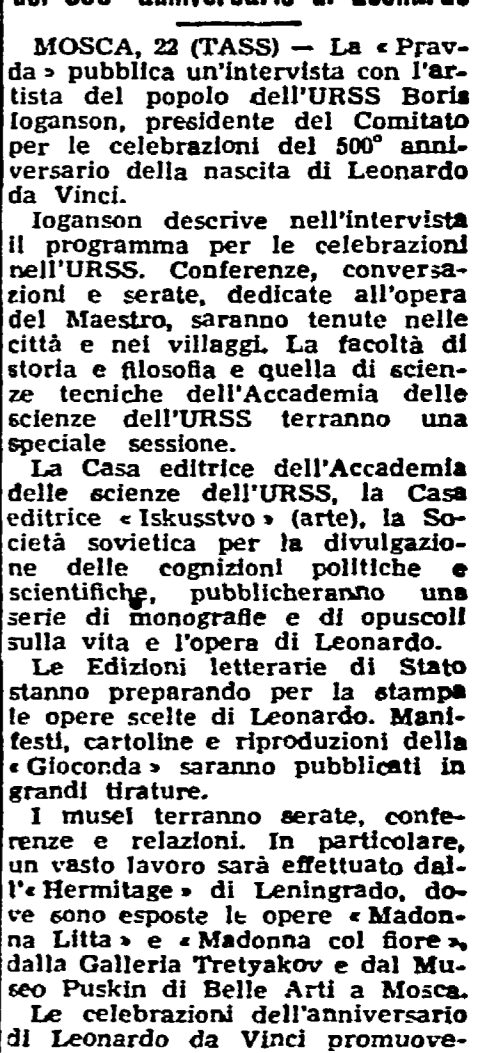 del 500° anniversario di Leonardo
MOSCA, 22 (TASS) — La « Prav-
da » pubblica un'intervista con l'ar-
tista del popolo dell'URSS Boris
Ioganson, presidente del Comitato
per le celebrazioni del 500° anni-
versario della nascita di Leonardo
da Vinci.
Ioganson descrive nell'intervista
il programma per le celebrazioni
nell'URSS. Conferenze, conversa-
zioni e serate, dedicate all'opera
del Maestro, saranno tenute nelle
città e nei villaggi. La facoltà di
storia e filosofia e quella di scien-
ze tecniche dell'Accademia delle
scienze dell'URSS terranno una
speciale sessione.
La Casa editrice dell'Accademia
delle scienze dell'URSS, la Casa
editrice « Iskusstvo » (arte), la So-
cietà sovietica per la divulgazio-
ne delle cognizioni politiche e
scientifiche, pubblicheranno una
serie di monografie e di opuscoli
sulla vita e l'opera di Leonardo.
Le Edizioni letterarie di Stato
stanno preparando per la stampa
le opere scelte di Leonardo. Mani-
festi, cartoline e riproduzioni della
« Gioconda » saranno pubblicati in
grandi tirature.
I musei terranno serate, confe-
renze e relazioni. In particolare,
un vasto lavoro sarà effettuato dal-
l'« Hermitage » di Leningrado, do-
ve sono esposte le opere « Madon-
na Litta » e « Madonna col fiore »,
dalla Galleria Tretyakov e dal Mu-
seo Puskin di Belle Arti a Mosca.
Le celebrazioni dell'anniversario
di Leonardo da Vinci promuove-